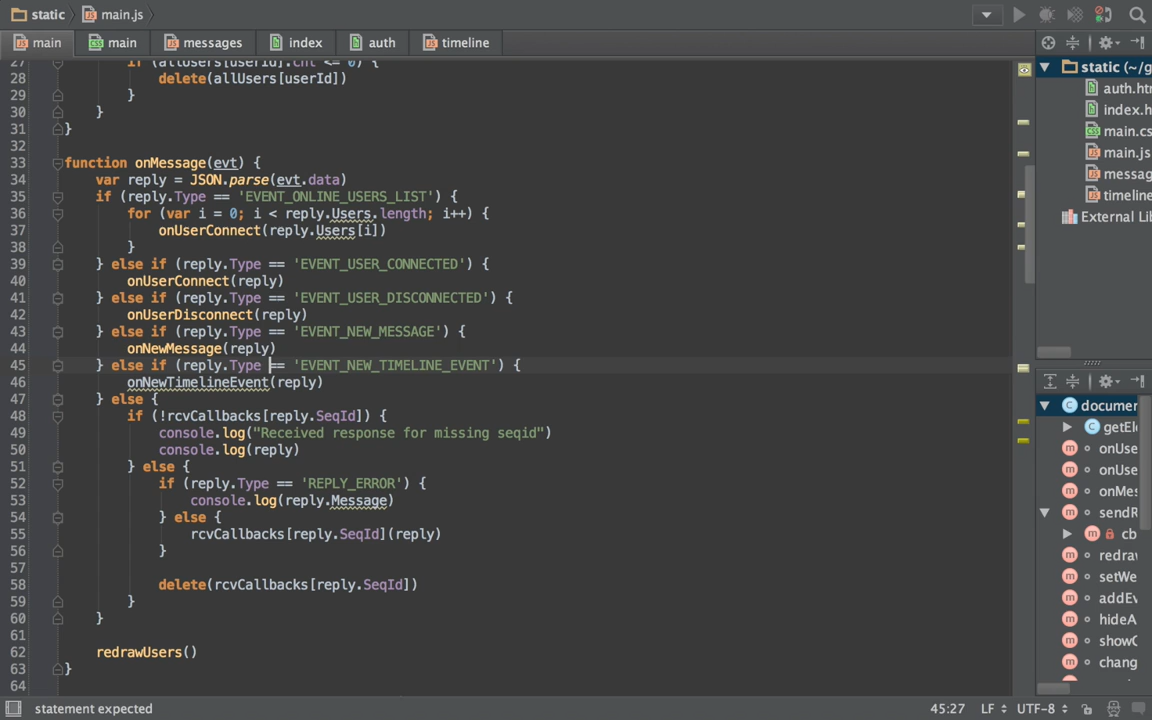 static
main.js
main
main
messages
index
auth
timeline
27 if (allUsers[userId].cnt <= 0) {
28 delete(allUsers[userId])
29 }
30 }
31 }
32
33 function onMessage(evt) {
34 var reply = JSON.parse(evt.data)
35 if (reply.Type == 'EVENT_ONLINE_USERS_LIST') {
36 for (var i = 0; i < reply.Users.length; i++) {
37 onUserConnect(reply.Users[i])
38 }
39 } else if (reply.Type == 'EVENT_USER_CONNECTED') {
40 onUserConnect(reply)
41 } else if (reply.Type == 'EVENT_USER_DISCONNECTED') {
42 onUserDisconnect(reply)
43 } else if (reply.Type == 'EVENT_NEW_MESSAGE') {
44 onNewMessage(reply)
45 } else if (reply.Type == 'EVENT_NEW_TIMELINE_EVENT') {
46 onNewTimelineEvent(reply)
47 } else {
48 if (!rcvCallbacks[reply.SeqId]) {
49 console.log("Received response for missing seqid")
50 console.log(reply)
51 } else {
52 if (reply.Type == 'REPLY_ERROR') {
53 console.log(reply.Message)
54 } else {
55 rcvCallbacks[reply.SeqId](reply)
56 }
57
58 delete(rcvCallbacks[reply.SeqId])
59 }
60 }
61
62 redrawUsers()
63 }
64
static (~/g
auth.htm
index.h
main.cs
main.js
messag
timeline
External Lib
documen
getEle
onUse
onUse
onMes
sendR
cb
redraw
setWe
addEv
hideA
showC
chang
statement expected
45:27
LF
UTF-8